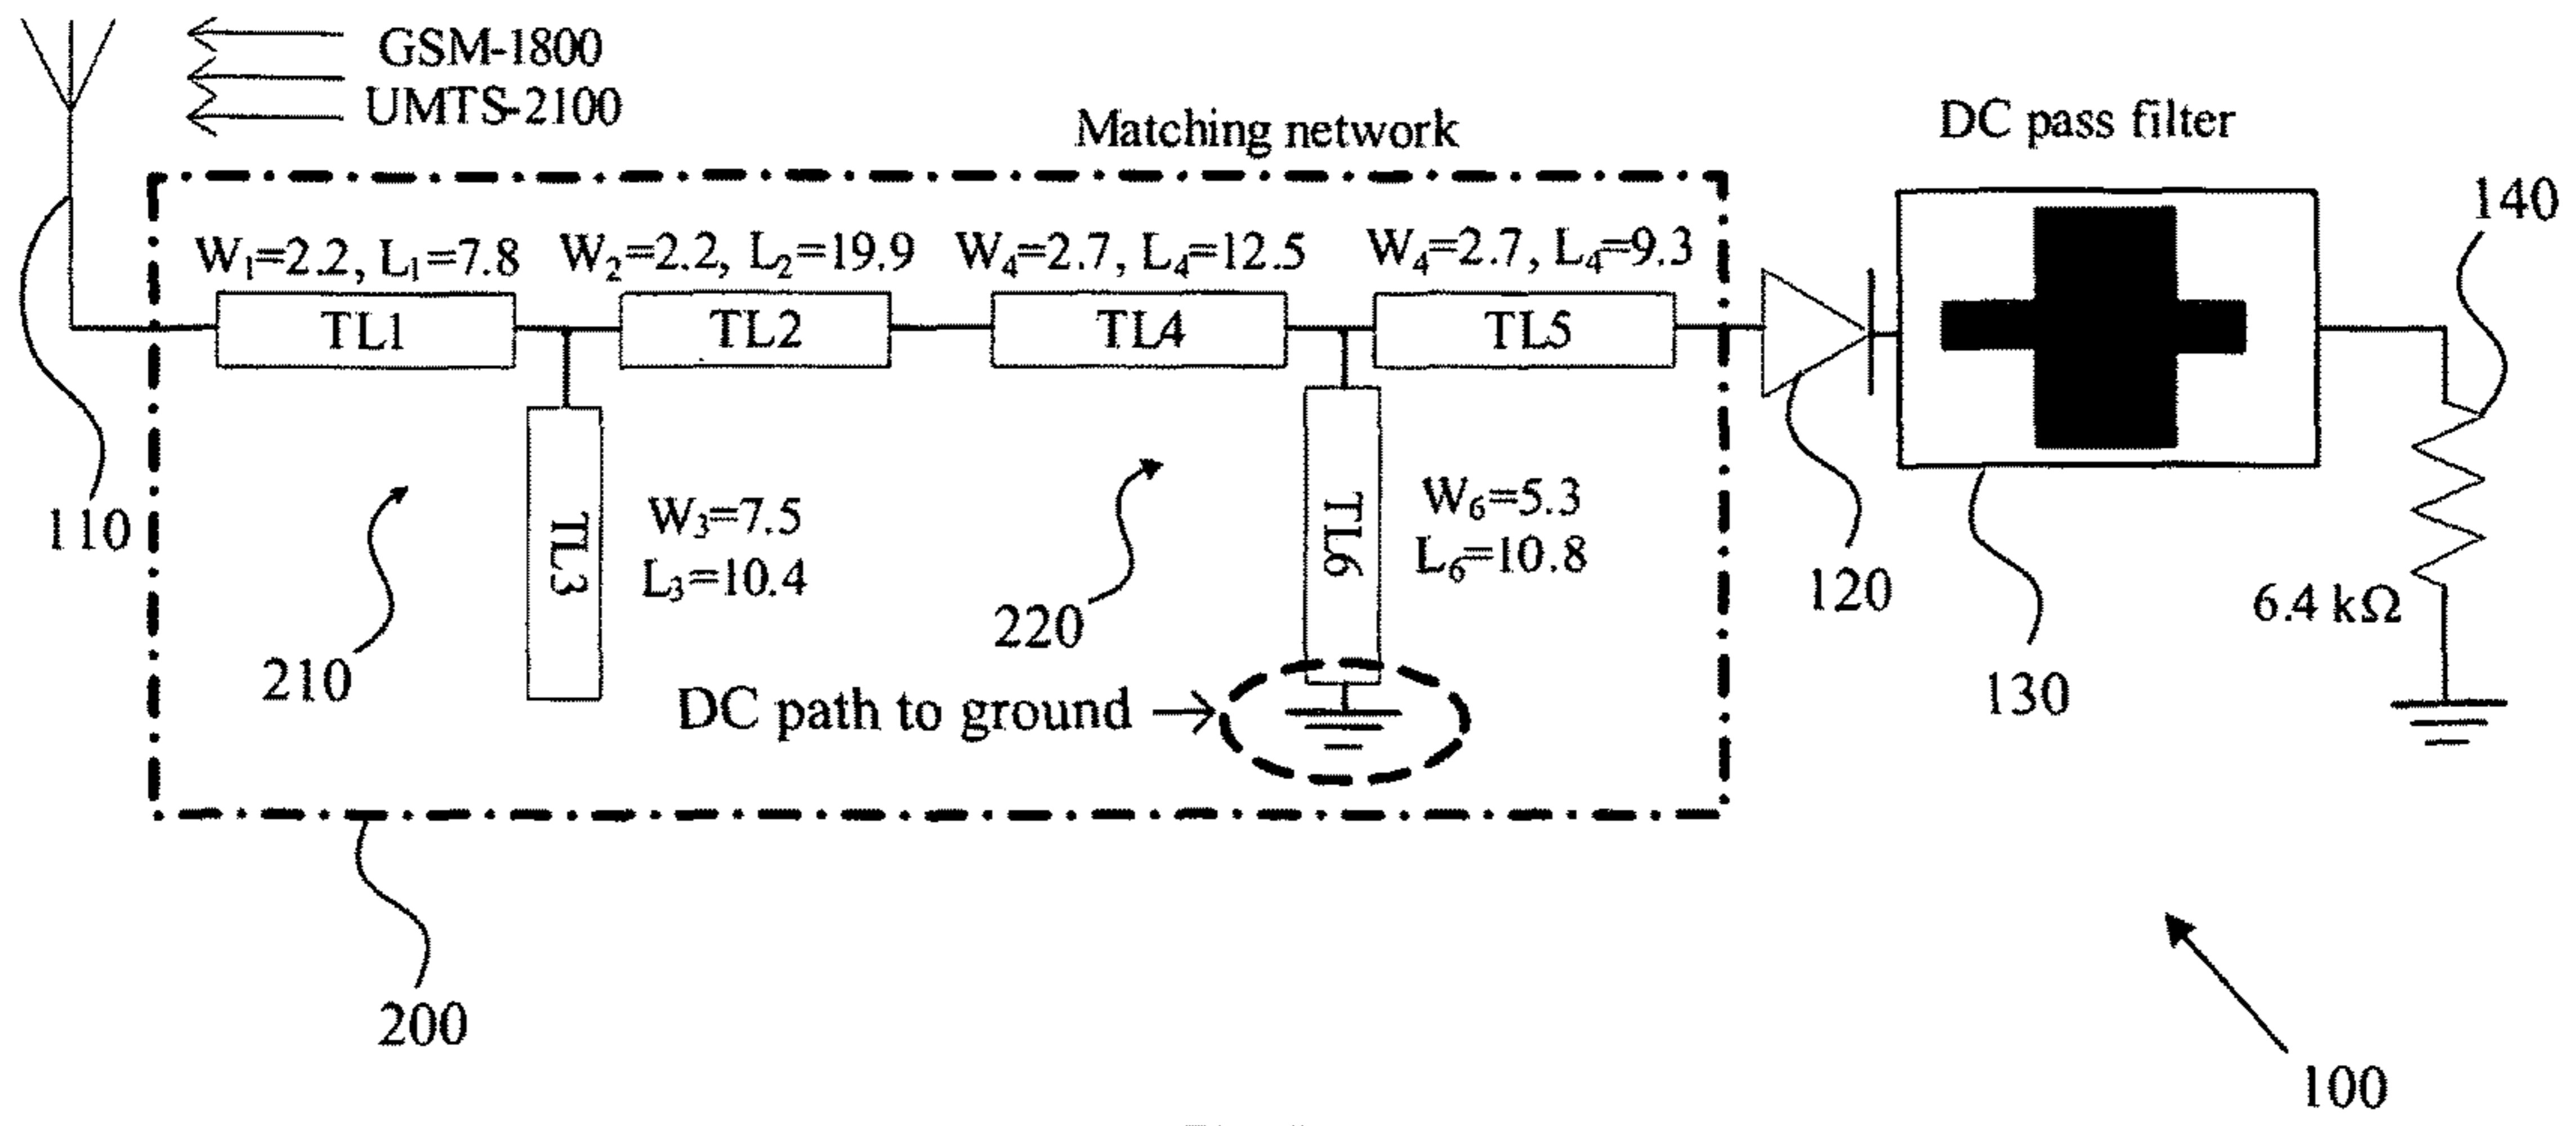 GSM-1800
UMTS-2100
Matching network
DC pass filter
140
W₁=2.2, L₁=7.8
W₂=2.2, L₂=19.9
W₄=2.7, L₄=12.5
W₄=2.7, L₄=9.3
TL1
TL2
TL4
TL5
110
TL3
W₃=7.5
L₃=10.4
210
220
TL6
W₆=5.3
L₆=10.8
120
130
6.4 kΩ
DC path to ground
200
100